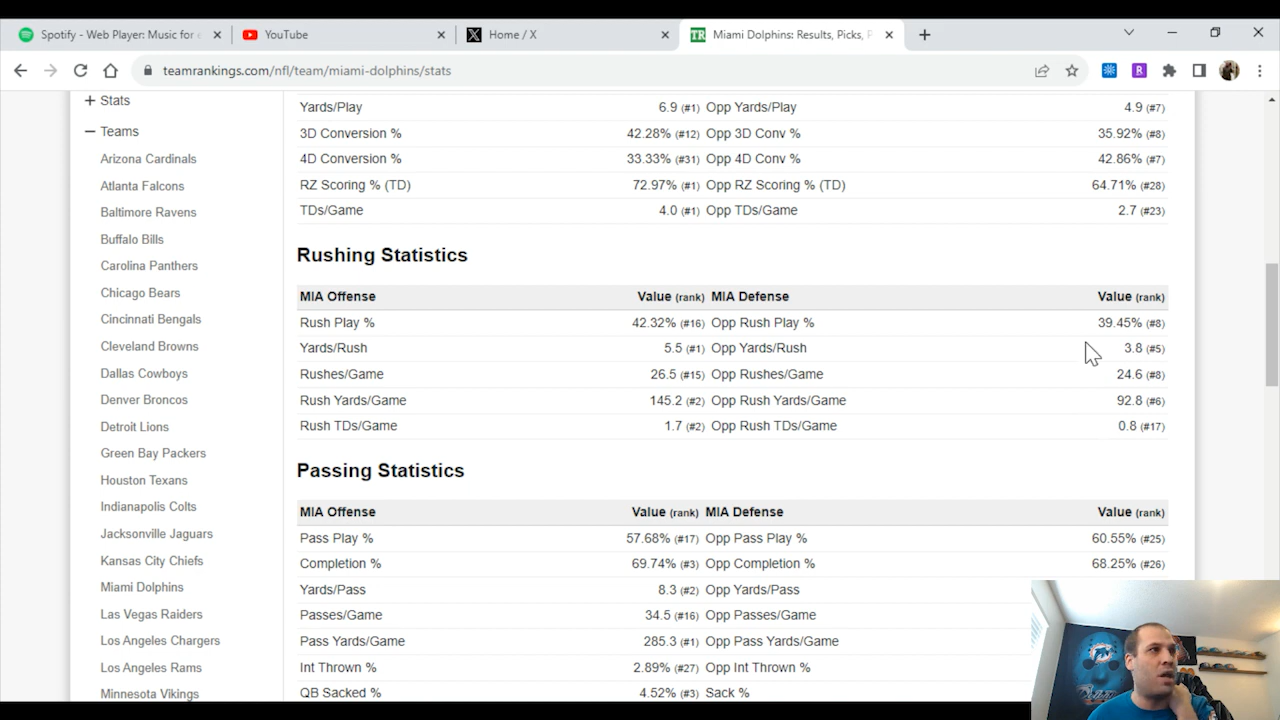 Spotify - Web Player: Music for e
YouTube
Home / X
TR Miami Dolphins: Results, Picks, P
teamrankings.com/nfl/team/miami-dolphins/stats
R
+ Stats
− Teams
Arizona Cardinals
Atlanta Falcons
Baltimore Ravens
Buffalo Bills
Carolina Panthers
Chicago Bears
Cincinnati Bengals
Cleveland Browns
Dallas Cowboys
Denver Broncos
Detroit Lions
Green Bay Packers
Houston Texans
Indianapolis Colts
Jacksonville Jaguars
Kansas City Chiefs
Miami Dolphins
Las Vegas Raiders
Los Angeles Chargers
Los Angeles Rams
Minnesota Vikings
Yards/Play 6.9 (#1) Opp Yards/Play 4.9 (#7)
3D Conversion % 42.28% (#12) Opp 3D Conv % 35.92% (#8)
4D Conversion % 33.33% (#31) Opp 4D Conv % 42.86% (#7)
RZ Scoring % (TD) 72.97% (#1) Opp RZ Scoring % (TD) 64.71% (#28)
TDs/Game 4.0 (#1) Opp TDs/Game 2.7 (#23)
Rushing Statistics
MIA Offense Value (rank) MIA Defense Value (rank)
Rush Play % 42.32% (#16) Opp Rush Play % 39.45% (#8)
Yards/Rush 5.5 (#1) Opp Yards/Rush 3.8 (#5)
Rushes/Game 26.5 (#15) Opp Rushes/Game 24.6 (#8)
Rush Yards/Game 145.2 (#2) Opp Rush Yards/Game 92.8 (#6)
Rush TDs/Game 1.7 (#2) Opp Rush TDs/Game 0.8 (#17)
Passing Statistics
MIA Offense Value (rank) MIA Defense Value (rank)
Pass Play % 57.68% (#17) Opp Pass Play % 60.55% (#25)
Completion % 69.74% (#3) Opp Completion % 68.25% (#26)
Yards/Pass 8.3 (#2) Opp Yards/Pass
Passes/Game 34.5 (#16) Opp Passes/Game
Pass Yards/Game 285.3 (#1) Opp Pass Yards/Game
Int Thrown % 2.89% (#27) Opp Int Thrown %
QB Sacked % 4.52% (#3) Sack %